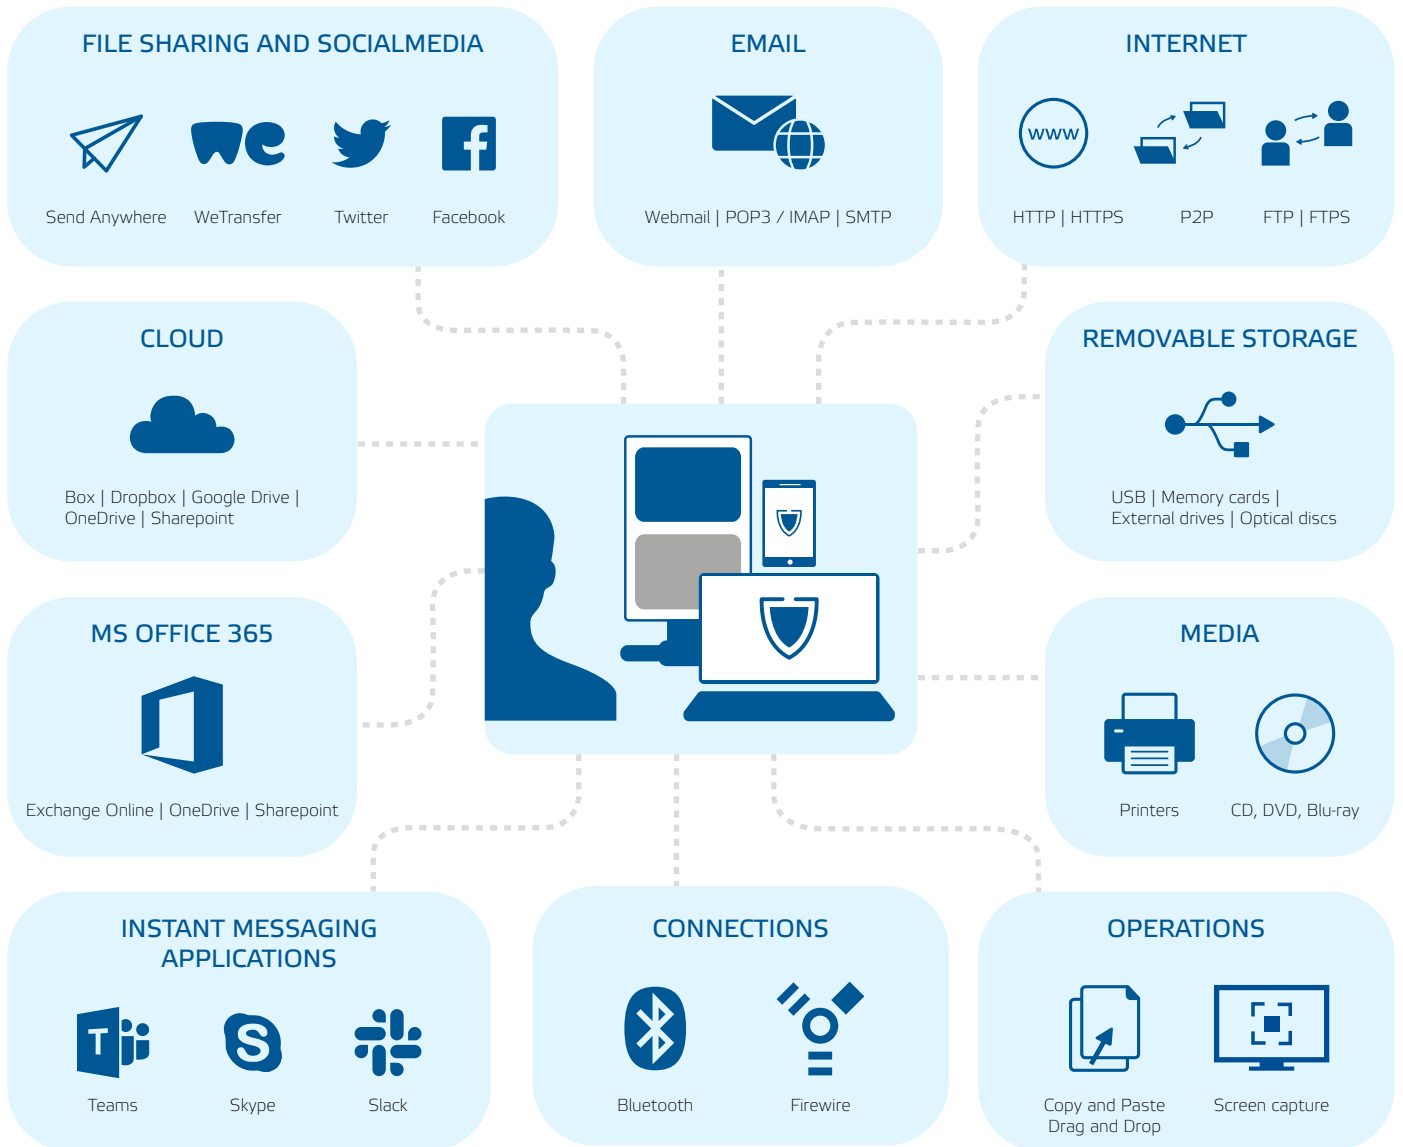 FILE SHARING AND SOCIALMEDIA
Send Anywhere
WeTransfer
Twitter
Facebook
EMAIL
Webmail | POP3 / IMAP | SMTP
INTERNET
www
HTTP | HTTPS
P2P
FTP | FTPS
CLOUD
Box | Dropbox | Google Drive |
OneDrive | Sharepoint
REMOVABLE STORAGE
USB | Memory cards |
External drives | Optical discs
MS OFFICE 365
Exchange Online | OneDrive | Sharepoint
MEDIA
Printers
CD, DVD, Blu-ray
INSTANT MESSAGING
APPLICATIONS
T
Teams
S
Skype
Slack
CONNECTIONS
Bluetooth
Firewire
OPERATIONS
Copy and Paste
Drag and Drop
Screen capture